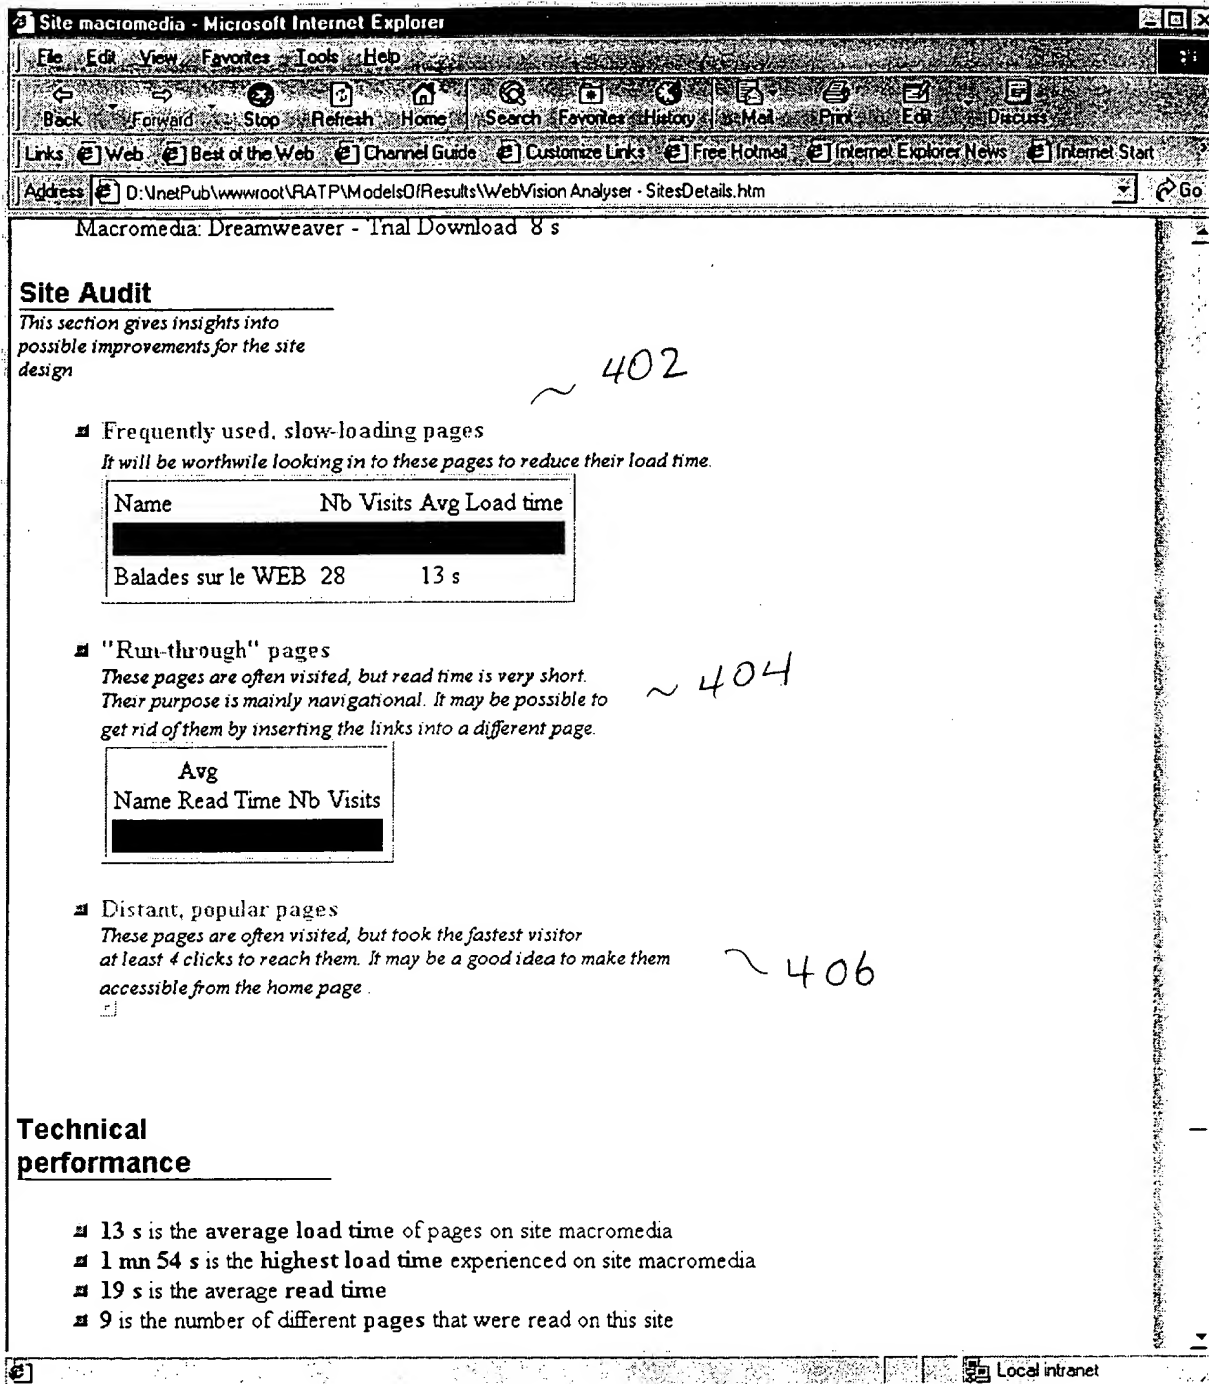 Site macromedia - Microsoft Internet Explorer
File Edit View Favorites Tools Help
Back Forward Stop Refresh Home Search Favorites History Mail Print Edit Discuss
Links Web Best of the Web Channel Guide Customize Links Free Hotmail Internet Explorer News Internet Start
Address D:\InetPub\wwwroot\RATP\ModelsOfResults\WebVision Analyser - SitesDetails.htm Go
Macromedia: Dreamweaver - Trial Download 8 s
Site Audit
This section gives insights into
possible improvements for the site
design
~ 402
Frequently used, slow-loading pages
It will be worthwile looking in to these pages to reduce their load time.
Name Nb Visits Avg Load time
Balades sur le WEB 28 13 s
"Run-through" pages
These pages are often visited, but read time is very short.
~ 404
Their purpose is mainly navigational. It may be possible to
get rid of them by inserting the links into a different page.
Avg
Name Read Time Nb Visits
Distant, popular pages
These pages are often visited, but took the fastest visitor
at least 4 clicks to reach them. It may be a good idea to make them
~ 406
accessible from the home page .
Technical
performance
13 s is the average load time of pages on site macromedia
1 mn 54 s is the highest load time experienced on site macromedia
19 s is the average read time
9 is the number of different pages that were read on this site
Local intranet